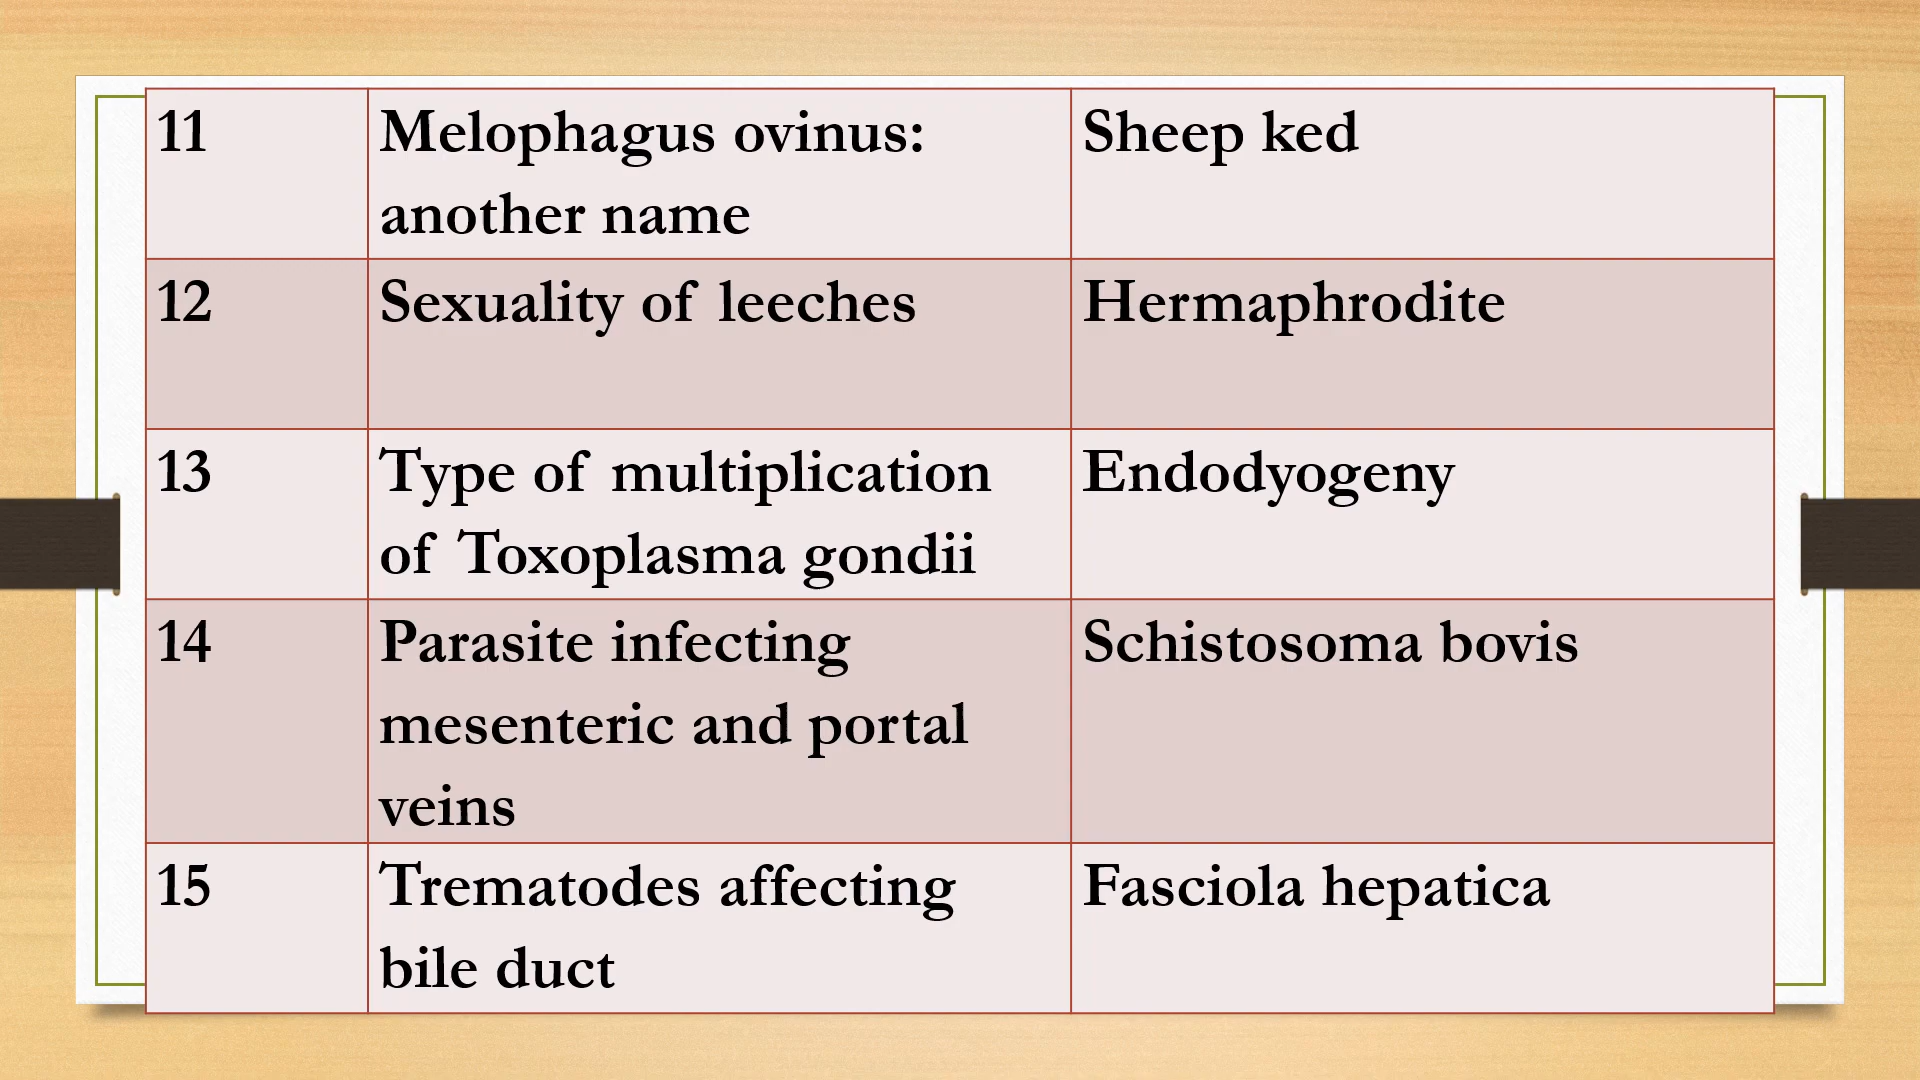 11 Melophagus ovinus: Sheep ked
another name
12 Sexuality of leeches Hermaphrodite
13 Type of multiplication Endodyogeny
of Toxoplasma gondii
14 Parasite infecting Schistosoma bovis
mesenteric and portal
veins
15 Trematodes affecting Fasciola hepatica
bile duct